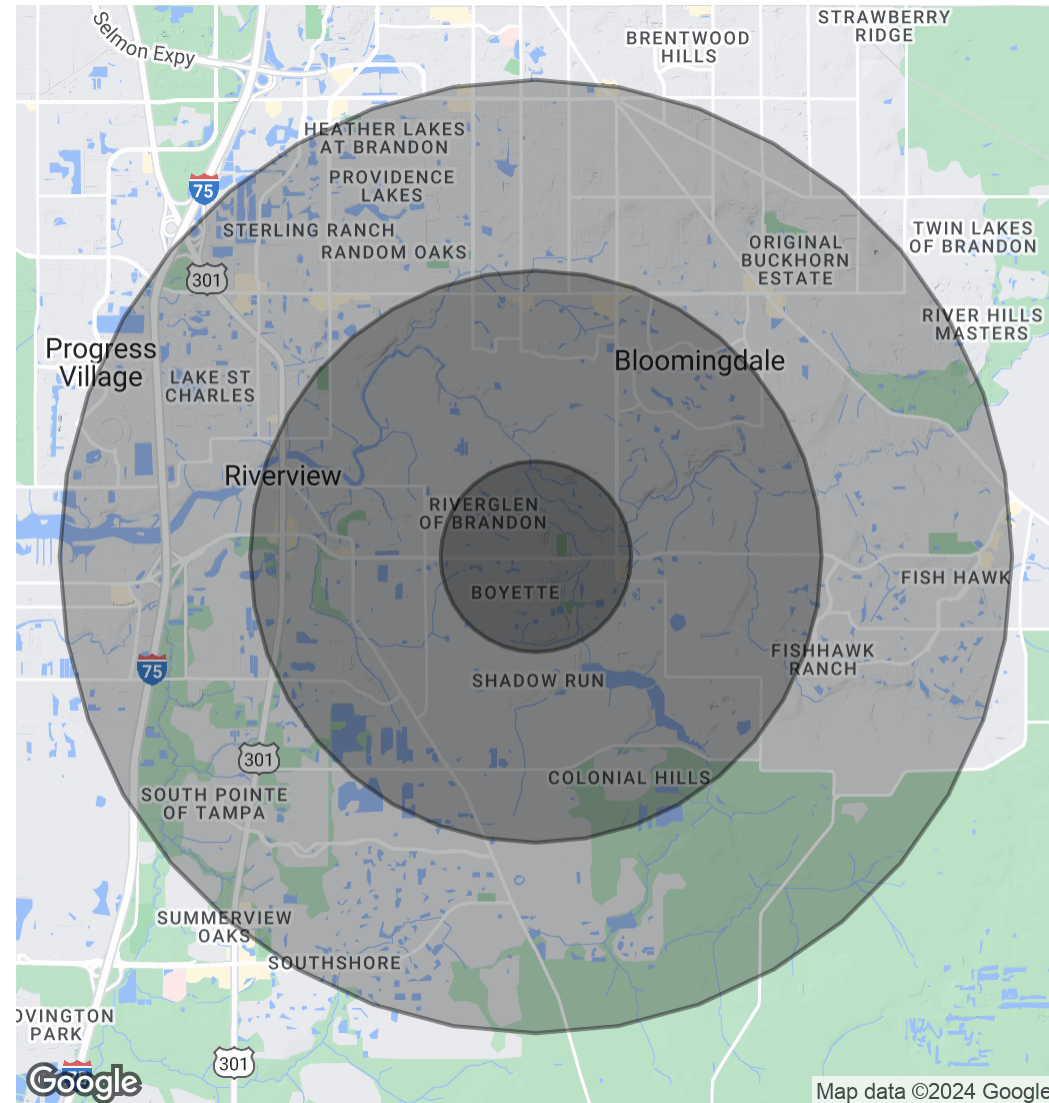 Selmon Expy
STRAWBERRY
RIDGE
BRENTWOOD
HILLS
HEATHER LAKES
AT BRANDON
75
PROVIDENCE
LAKES
STERLING RANCH
RANDOM OAKS
ORIGINAL
BUCKHORN
ESTATE
TWIN LAKES
OF BRANDON
301
RIVER HILLS
MASTERS
Progress
Village
LAKE ST
CHARLES
Bloomingdale
Riverview
RIVERGLEN
OF BRANDON
BOYETTE
FISH HAWK
FISHHAWK
RANCH
75
SHADOW RUN
301
COLONIAL HILLS
SOUTH POINTE
OF TAMPA
SUMMERVIEW
OAKS
SOUTHSHORE
OVINGTON
PARK
301
Google
Map data ©2024 Google